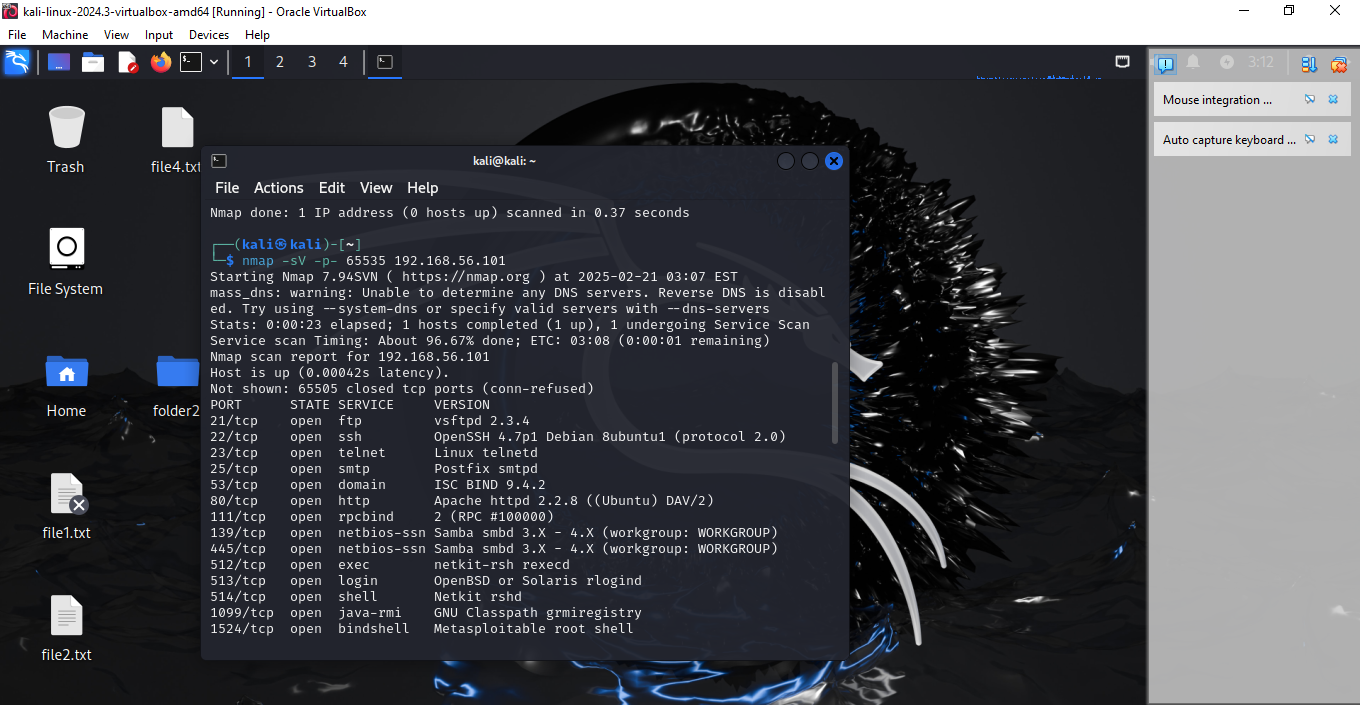 kali-linux-2024.3-virtualbox-amd64 [Running] - Oracle VirtualBox
File Machine View Input Devices Help
1 2 3 4
3:12
Mouse integration ...
Auto capture keyboard ...
Trash
file4.txt
File System
Home
folder2
file1.txt
file2.txt
kali@kali: ~
File Actions Edit View Help
Nmap done: 1 IP address (0 hosts up) scanned in 0.37 seconds
┌──(kali㉿kali)-[~]
└─$ nmap -sV -p- 65535 192.168.56.101
Starting Nmap 7.94SVN ( https://nmap.org ) at 2025-02-21 03:07 EST
mass_dns: warning: Unable to determine any DNS servers. Reverse DNS is disabl
ed. Try using --system-dns or specify valid servers with --dns-servers
Stats: 0:00:23 elapsed; 1 hosts completed (1 up), 1 undergoing Service Scan
Service scan Timing: About 96.67% done; ETC: 03:08 (0:00:01 remaining)
Nmap scan report for 192.168.56.101
Host is up (0.00042s latency).
Not shown: 65505 closed tcp ports (conn-refused)
PORT STATE SERVICE VERSION
21/tcp open ftp vsftpd 2.3.4
22/tcp open ssh OpenSSH 4.7p1 Debian 8ubuntu1 (protocol 2.0)
23/tcp open telnet Linux telnetd
25/tcp open smtp Postfix smtpd
53/tcp open domain ISC BIND 9.4.2
80/tcp open http Apache httpd 2.2.8 ((Ubuntu) DAV/2)
111/tcp open rpcbind 2 (RPC #100000)
139/tcp open netbios-ssn Samba smbd 3.X - 4.X (workgroup: WORKGROUP)
445/tcp open netbios-ssn Samba smbd 3.X - 4.X (workgroup: WORKGROUP)
512/tcp open exec netkit-rsh rexecd
513/tcp open login OpenBSD or Solaris rlogind
514/tcp open shell Netkit rshd
1099/tcp open java-rmi GNU Classpath grmiregistry
1524/tcp open bindshell Metasploitable root shell